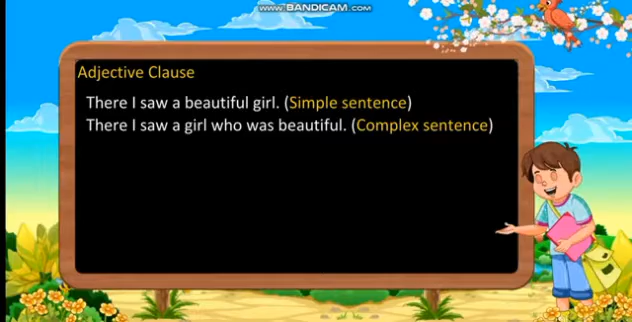 www.BANDICAM.COM
Adjective Clause
There I saw a beautiful girl. (Simple sentence)
There I saw a girl who was beautiful. (Complex sentence)